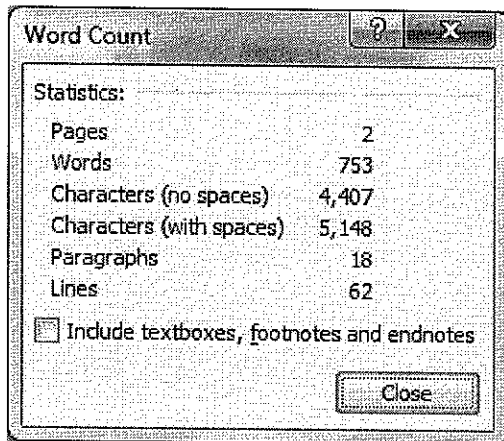 Word Count
Statistics:
Pages 2
Words 753
Characters (no spaces) 4,407
Characters (with spaces) 5,148
Paragraphs 18
Lines 62
Include textboxes, footnotes and endnotes
Close